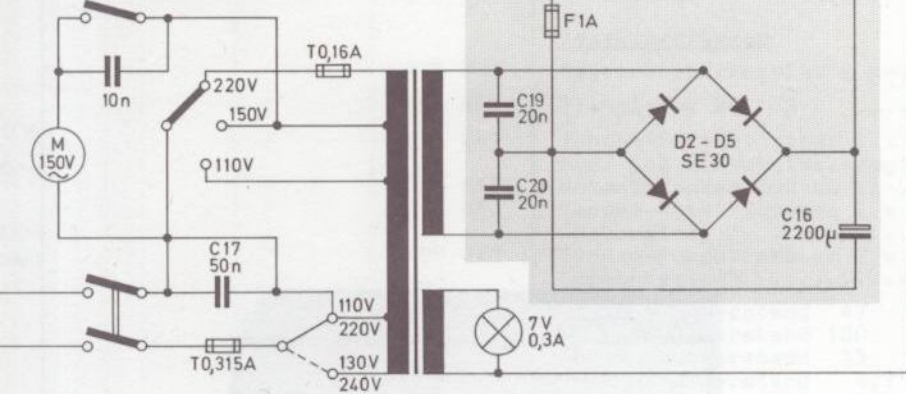 F1A
T0,16A
10n
220V
150V
110V
M
150V
~
C19
20n
C20
20n
D2-D5
SE30
C16
2200µ
C17
50n
T0,315A
110V
220V
130V
240V
7V
0,3A